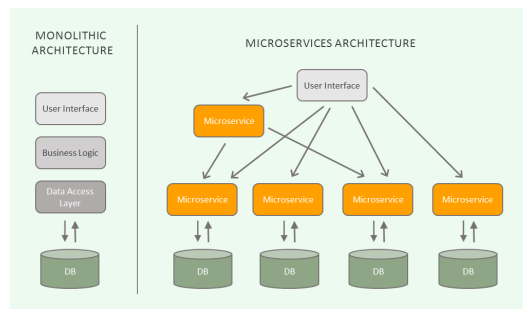 MONOLITHIC
ARCHITECTURE
User Interface
Business Logic
Data Access
Layer
DB
MICROSERVICES ARCHITECTURE
User Interface
Microservice
Microservice
Microservice
Microservice
Microservice
DB
DB
DB
DB